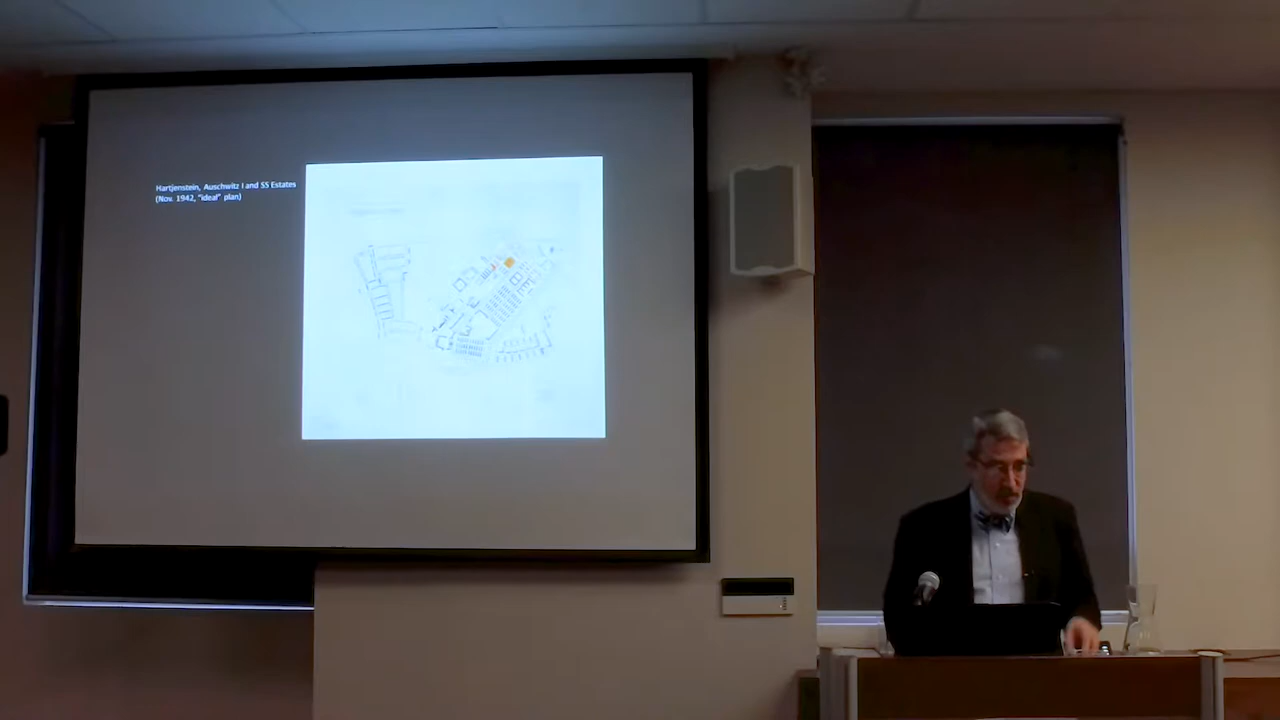 Hartjenstein, Auschwitz I and SS Estates
(Nov. 1942, "ideal" plan)